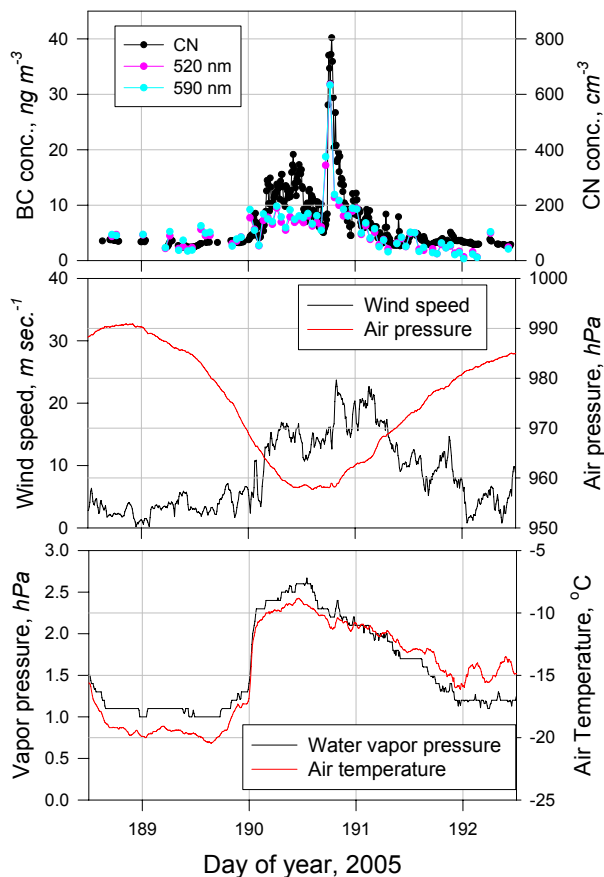 40
30
20
10
0
BC conc., ng m-3
CN
520 nm
590 nm
800
600
400
200
0
CN conc., cm-3
40
30
20
10
0
Wind speed, m sec.-1
Wind speed
Air pressure
1000
990
980
970
960
950
Air pressure, hPa
3.0
2.5
2.0
1.5
1.0
0.5
0.0
Vapor pressure, hPa
Water vapor pressure
Air temperature
-5
-10
-15
-20
-25
Air Temperature, oC
189 190 191 192
Day of year, 2005